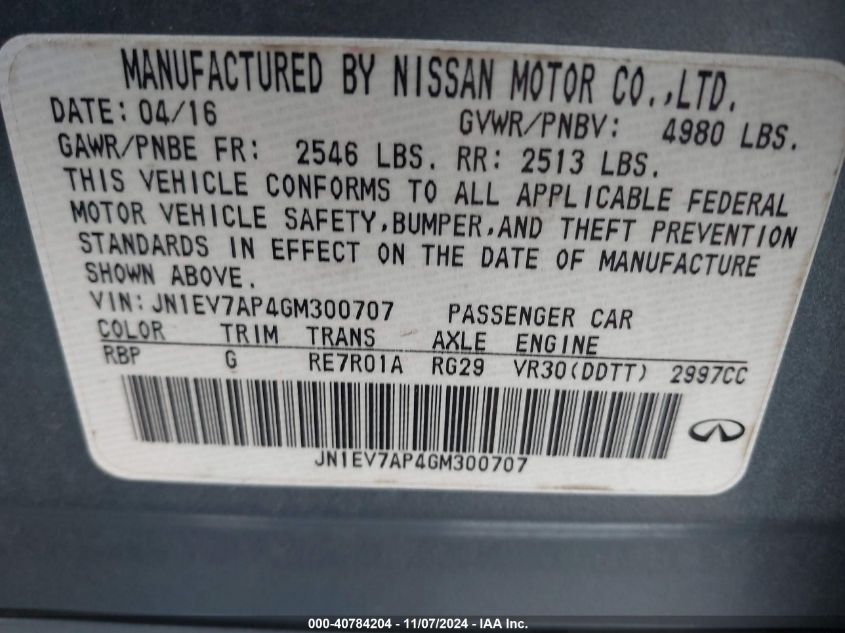 MANUFACTURED BY NISSAN MOTOR CO.,LTD.
DATE: 04/16 GVWR/PNBV: 4980 LBS.
GAWR/PNBE FR: 2546 LBS. RR: 2513 LBS.
THIS VEHICLE CONFORMS TO ALL APPLICABLE FEDERAL
MOTOR VEHICLE SAFETY,BUMPER,AND THEFT PREVENTION
STANDARDS IN EFFECT ON THE DATE OF MANUFACTURE
SHOWN ABOVE.
VIN: JN1EV7AP4GM300707 PASSENGER CAR
COLOR TRIM TRANS AXLE ENGINE
RBP G RE7R01A RG29 VR30(DDTT) 2997CC
JN1EV7AP4GM300707
000-40784204 - 11/07/2024 - IAA Inc.